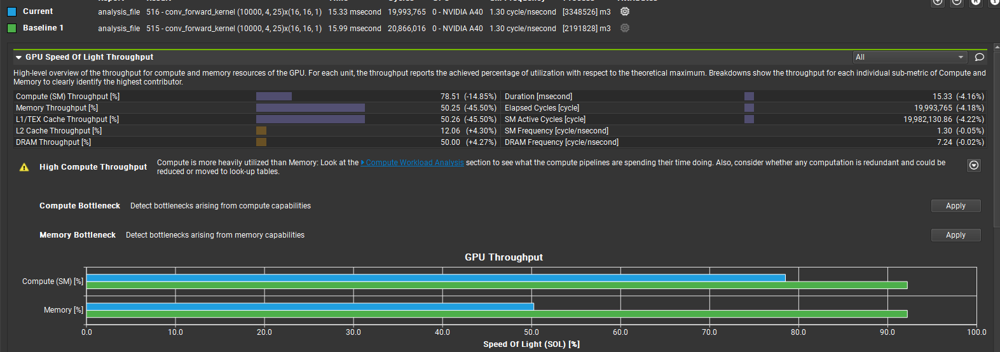 Current analysis_file 516 - conv_forward_kernel (10000, 4, 25)x(16, 16, 1) 15.33 msecond 19,993,765 0 - NVIDIA A40 1.30 cycle/nsecond [3348526] m3
Baseline 1 analysis_file 515 - conv_forward_kernel (10000, 4, 25)x(16, 16, 1) 15.99 msecond 20,866,016 0 - NVIDIA A40 1.30 cycle/nsecond [2191828] m3
GPU Speed Of Light Throughput All
High-level overview of the throughput for compute and memory resources of the GPU. For each unit, the throughput reports the achieved percentage of utilization with respect to the theoretical maximum. Breakdowns show the throughput for each individual sub-metric of Compute and
Memory to clearly identify the highest contributor.
Compute (SM) Throughput [%] 78.51 (-14.85%) Duration [msecond] 15.33 (-4.16%)
Memory Throughput [%] 50.25 (-45.50%) Elapsed Cycles [cycle] 19,993,765 (-4.18%)
L1/TEX Cache Throughput [%] 50.26 (-45.50%) SM Active Cycles [cycle] 19,982,130.86 (-4.22%)
L2 Cache Throughput [%] 12.06 (+4.30%) SM Frequency [cycle/nsecond] 1.30 (-0.05%)
DRAM Throughput [%] 50.00 (+4.27%) DRAM Frequency [cycle/nsecond] 7.24 (-0.02%)
High Compute Throughput Compute is more heavily utilized than Memory: Look at the Compute Workload Analysis section to see what the compute pipelines are spending their time doing. Also, consider whether any computation is redundant and could be
reduced or moved to look-up tables.
Compute Bottleneck Detect bottlenecks arising from compute capabilities Apply
Memory Bottleneck Detect bottlenecks arising from memory capabilities Apply
GPU Throughput
Compute (SM) [%]
Memory [%]
0.0 10.0 20.0 30.0 40.0 50.0 60.0 70.0 80.0 90.0 100.0
Speed Of Light (SOL) [%]